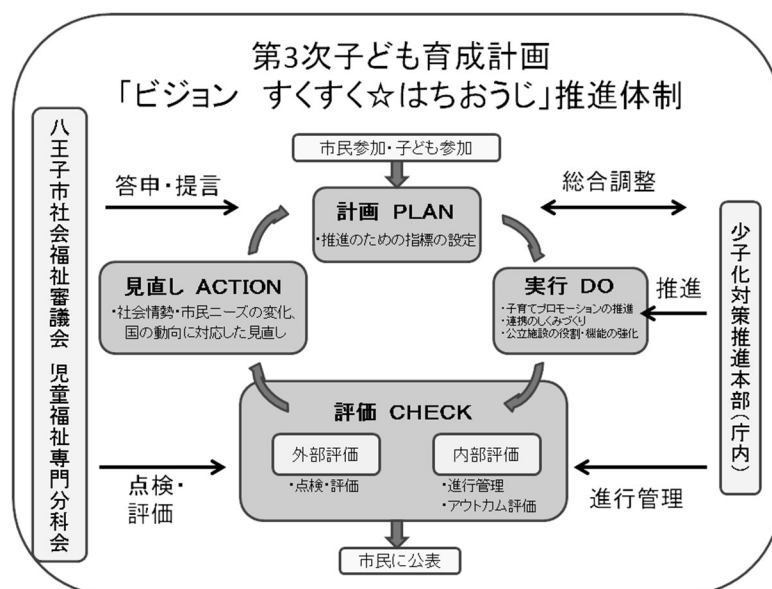 第3次子ども育成計画
「ビジョン　すくすく☆はちおうじ」推進体制
八王子市社会福祉審議会　児童福祉専門分科会
市民参加・子ども参加
答申・提言
総合調整
計画 PLAN
・推進のための指標の設定
見直し ACTION
・社会情勢・市民ニーズの変化、
国の動向に対応した見直し
実行 DO
・子育てプロモーションの推進
・連携のしくみづくり
・公立施設の役割・機能の強化
推進
少子化対策推進本部（庁内）
評価 CHECK
外部評価
・点検・評価
内部評価
・進行管理
・アウトカム評価
点検・
評価
進行管理
市民に公表